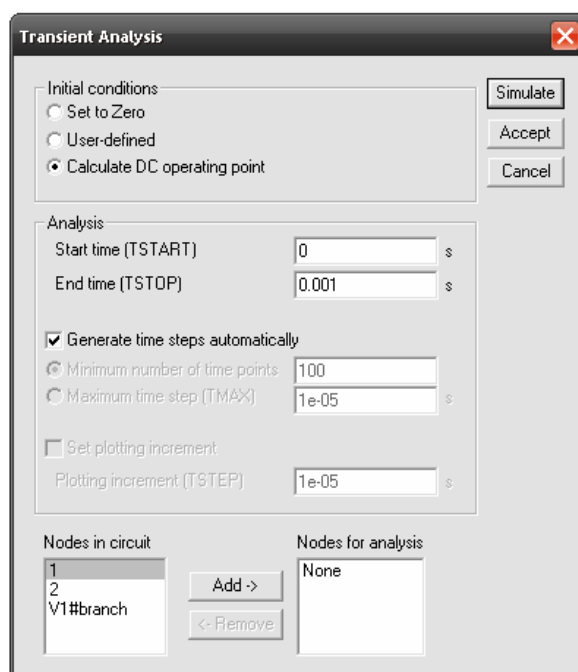 Transient Analysis
Initial conditions
Set to Zero
User-defined
Calculate DC operating point
Simulate
Accept
Cancel
Analysis
Start time (TSTART) 0 s
End time (TSTOP) 0.001 s
Generate time steps automatically
Minimum number of time points 100
Maximum time step (TMAX) 1e-05 s
Set plotting increment
Plotting increment (TSTEP) 1e-05 s
Nodes in circuit
1
2
V1#branch
Add ->
<- Remove
Nodes for analysis
None